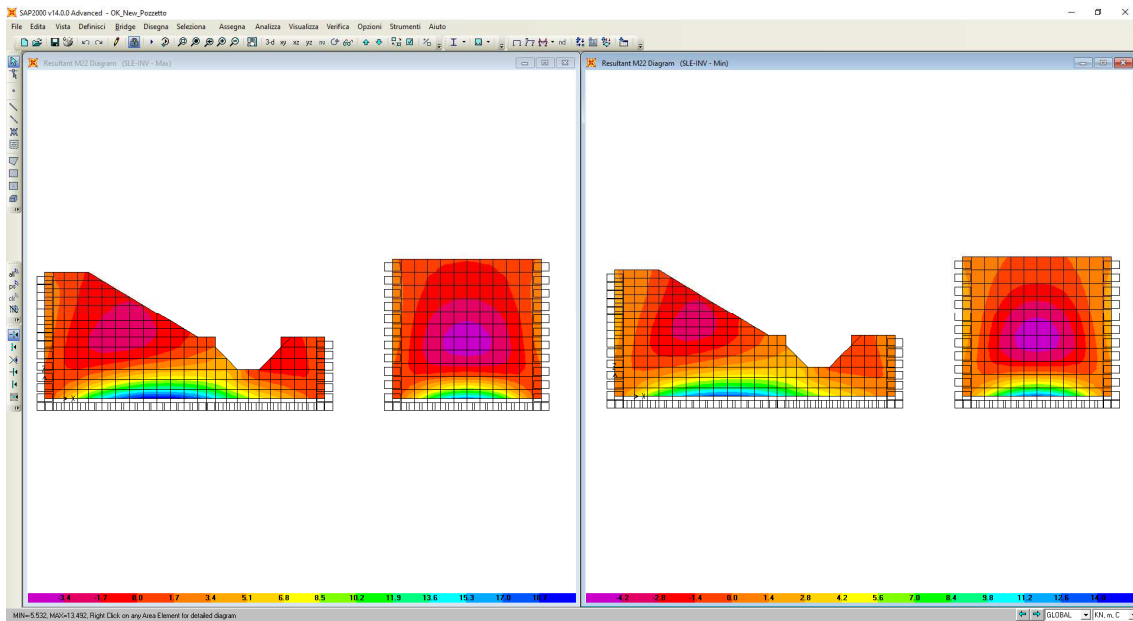 SAP2000 v14.0.0 Advanced - OK_New_Pozzetto
File Edita Vista Definisci Bridge Disegna Seleziona Assegna Analizza Visualizza Verifica Opzioni Strumenti Aiuto
3-d xy xz yz nv
nd
Resultant M22 Diagram (SLE-INV - Max)
Resultant M22 Diagram (SLE-INV - Min)
all
X
X
-3.4 -1.7 0.0 1.7 3.4 5.1 6.8 8.5 10.2 11.9 13.6 15.3 17.0
-4.2 -2.8 -1.4 0.0 1.4 2.8 4.2 5.6 7.0 8.4 9.8 11.2 12.6 14.0
MIN=-5.532, MAX=13.492, Right Click on any Area Element for detailed diagram
GLOBAL KN, m, C